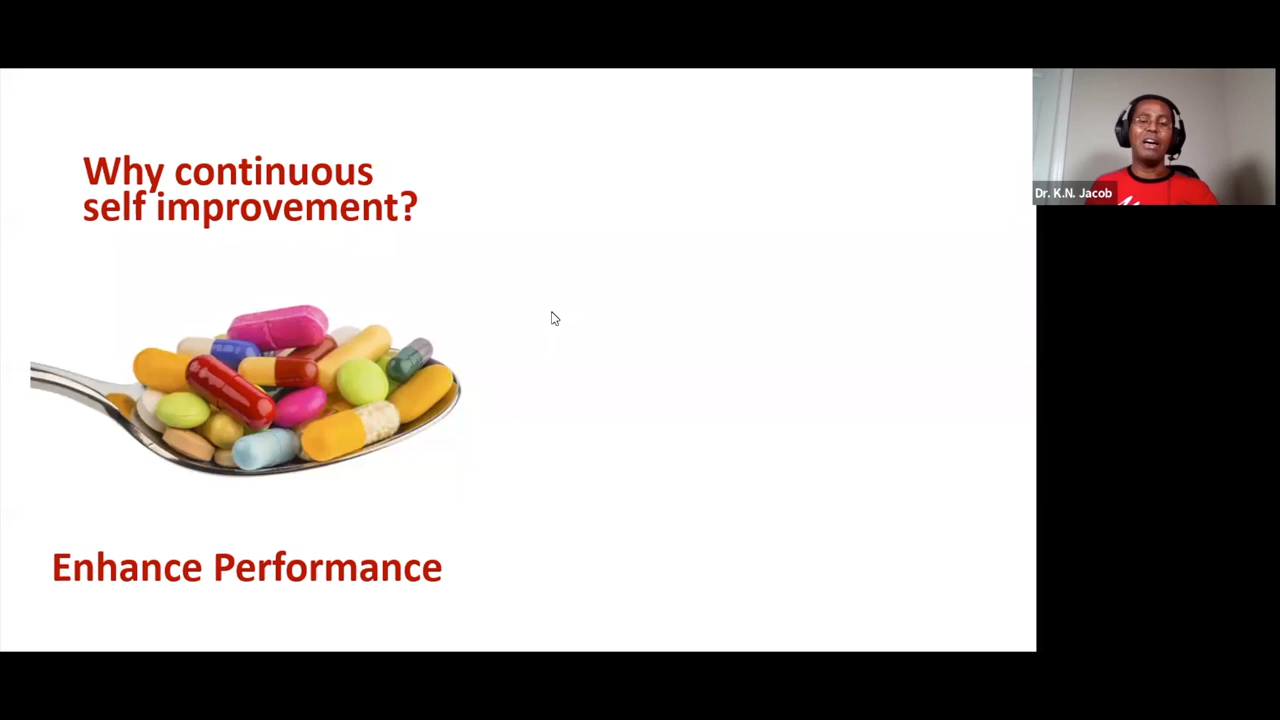 Why continuous
self improvement?
Dr. K.N. Jacob
Enhance Performance